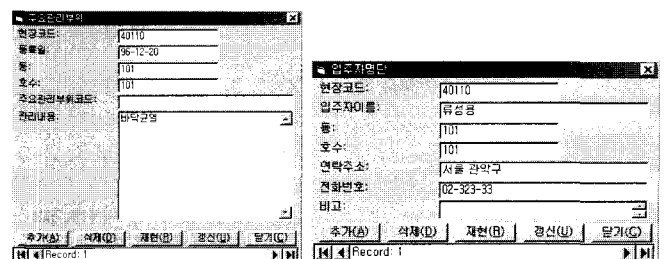 주요관리부위
현장코드: 40110
등록일: 96-12-20
동: 101
호수: 101
주요관리부위코드:
관리내용: 바닥균열
추가(A) 삭제(D) 재현(R) 갱신(U) 닫기(C)
Record: 1
입주자명단
현장코드: 40110
입주자이름: 류성용
동: 101
호수: 101
연락주소: 서울 관악구
전화번호: 02-323-33
비고:
추가(A) 삭제(D) 재현(R) 갱신(U) 닫기(C)
Record: 1